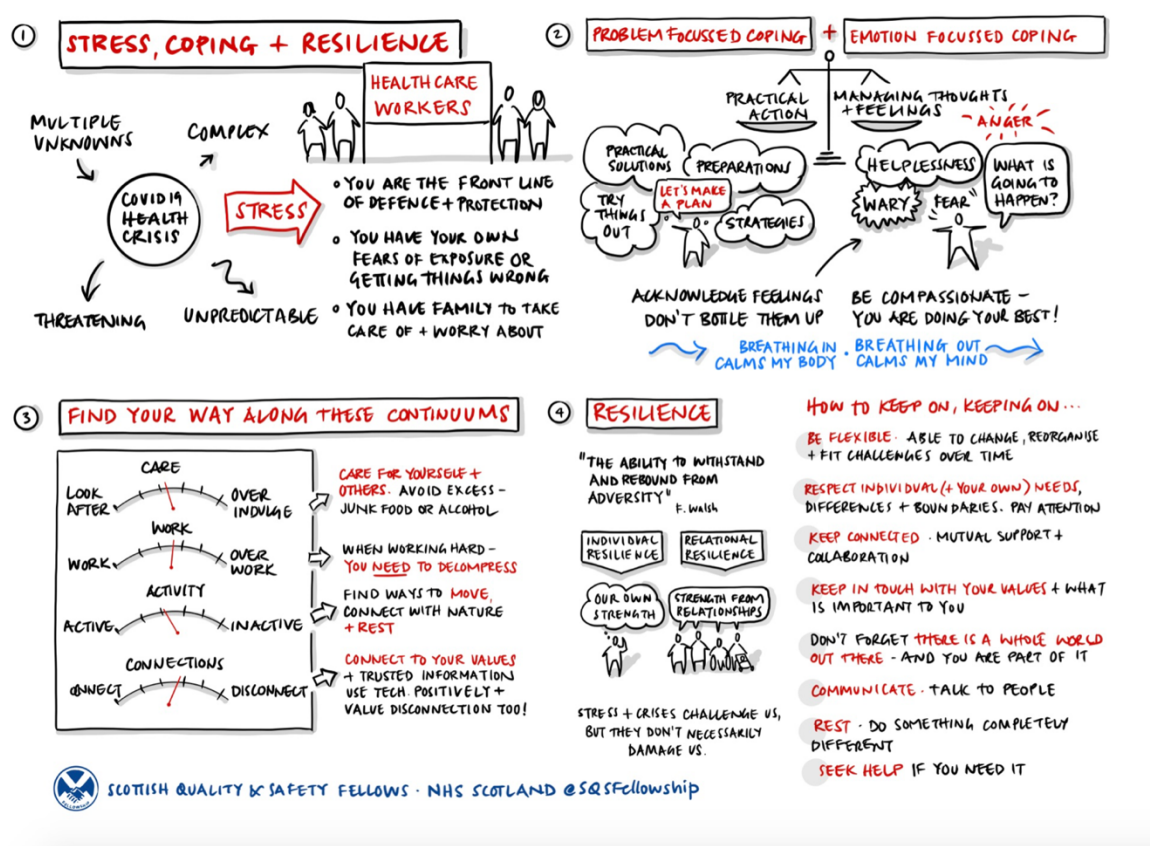 1
STRESS, COPING + RESILIENCE
HEALTH CARE
WORKERS
MULTIPLE
UNKNOWNS
COMPLEX
COVID19
HEALTH
CRISIS
THREATENING
UNPREDICTABLE
STRESS
• YOU ARE THE FRONT LINE
OF DEFENCE + PROTECTION
• YOU HAVE YOUR OWN
FEARS OF EXPOSURE OR
GETTING THINGS WRONG
• YOU HAVE FAMILY TO TAKE
CARE OF + WORRY ABOUT
2
PROBLEM FOCUSSED COPING + EMOTION FOCUSSED COPING
PRACTICAL
ACTION
MANAGING THOUGHTS
+ FEELINGS
PRACTICAL
SOLUTIONS
PREPARATIONS
LET'S MAKE
A PLAN
TRY
THINGS
OUT
STRATEGIES
ANGER
HELPLESSNESS
WARY
FEAR
WHAT IS
GOING TO
HAPPEN?
ACKNOWLEDGE FEELINGS
DON'T BOTTLE THEM UP
BE COMPASSIONATE -
YOU ARE DOING YOUR BEST!
BREATHING IN
CALMS MY BODY
. BREATHING OUT
CALMS MY MIND
3
FIND YOUR WAY ALONG THESE CONTINUUMS
CARE
LOOK
AFTER
OVER
INDULGE
CARE FOR YOURSELF +
OTHERS. AVOID EXCESS -
JUNK FOOD OR ALCOHOL
WORK
WORK
OVER
WORK
WHEN WORKING HARD -
YOU NEED TO DECOMPRESS
ACTIVITY
ACTIVE
INACTIVE
FIND WAYS TO MOVE,
CONNECT WITH NATURE
+ REST
CONNECTIONS
ONNECT
DISCONNECT
CONNECT TO YOUR VALUES
+ TRUSTED INFORMATION
USE TECH. POSITIVELY +
VALUE DISCONNECTION TOO!
4
RESILIENCE
"THE ABILITY TO WITHSTAND
AND REBOUND FROM
ADVERSITY"
F. Walsh
INDIVIDUAL
RESILIENCE
RELATIONAL
RESILIENCE
OUR OWN
STRENGTH
STRENGTH FROM
RELATIONSHIPS
STRESS + CRISES CHALLENGE US,
BUT THEY DON'T NECESSARILY
DAMAGE US.
HOW TO KEEP ON, KEEPING ON...
BE FLEXIBLE · ABLE TO CHANGE, REORGANISE
+ FIT CHALLENGES OVER TIME
RESPECT INDIVIDUAL (+ YOUR OWN) NEEDS,
DIFFERENCES + BOUNDARIES. PAY ATTENTION
KEEP CONNECTED · MUTUAL SUPPORT +
COLLABORATION
KEEP IN TOUCH WITH YOUR VALUES + WHAT
IS IMPORTANT TO YOU
DON'T FORGET THERE IS A WHOLE WORLD
OUT THERE - AND YOU ARE PART OF IT
COMMUNICATE · TALK TO PEOPLE
REST · DO SOMETHING COMPLETELY
DIFFERENT
SEEK HELP IF YOU NEED IT
FELLOWSHIP
SCOTTISH QUALITY & SAFETY FELLOWS · NHS SCOTLAND @SQSFellowship